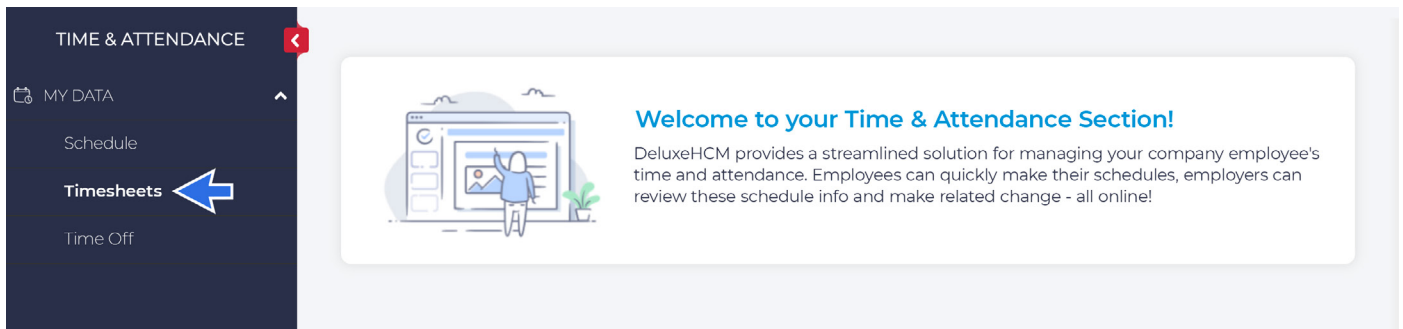 TIME & ATTENDANCE
MY DATA
Schedule
Timesheets
Time Off
Welcome to your Time & Attendance Section!
DeluxeHCM provides a streamlined solution for managing your company employee's
time and attendance. Employees can quickly make their schedules, employers can
review these schedule info and make related change - all online!